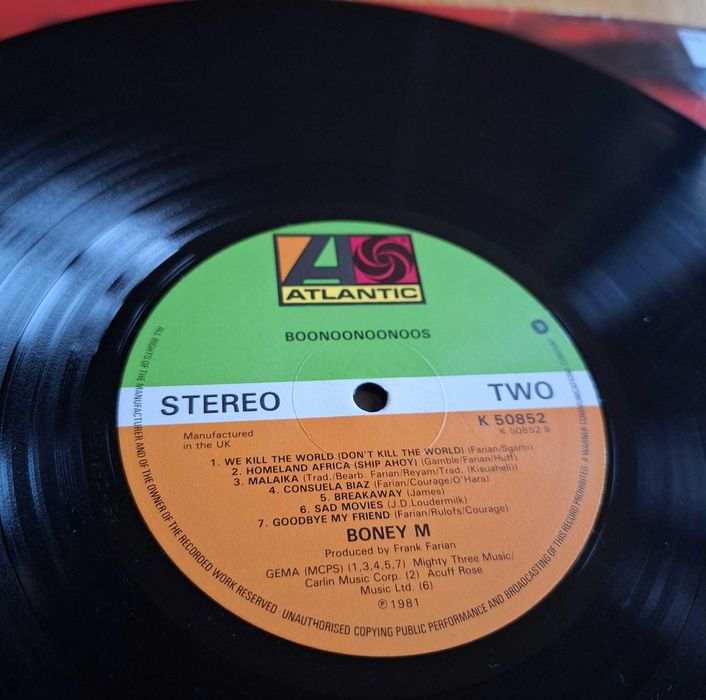 ATLANTIC
BOONOONOONOOS
STEREO
TWO
Manufactured
in the UK
K 50852
K 50852 B
1. WE KILL THE WORLD (DON'T KILL THE WORLD) (Farian/Sgarbi)
2. HOMELAND AFRICA (SHIP AHOY) (Gamble/Farian/Huff)
3. MALAIKA (Trad./Bearb. Farian/Reyam/Trad. (Kisuaheli))
4. CONSUELA BIAZ (Farian/Courage/O'Hara)
5. BREAKAWAY (James)
6. SAD MOVIES (J.D.Loudermilk)
7. GOODBYE MY FRIEND (Farian/Rulofs/Courage)
BONEY M
Produced by Frank Farian
GEMA (MCPS) (1,3,4,5,7) Mighty Three Music/
Carlin Music Corp. (2) Acuff Rose
Music Ltd. (6)
℗ 1981
ALL RIGHTS OF THE MANUFACTURER AND OF THE OWNER OF THE RECORDED WORK RESERVED · UNAUTHORISED COPYING PUBLIC PERFORMANCE AND BROADCASTING OF THIS RECORD PROHIBITED. A WARNER COMMUNICATIONS COMPANY